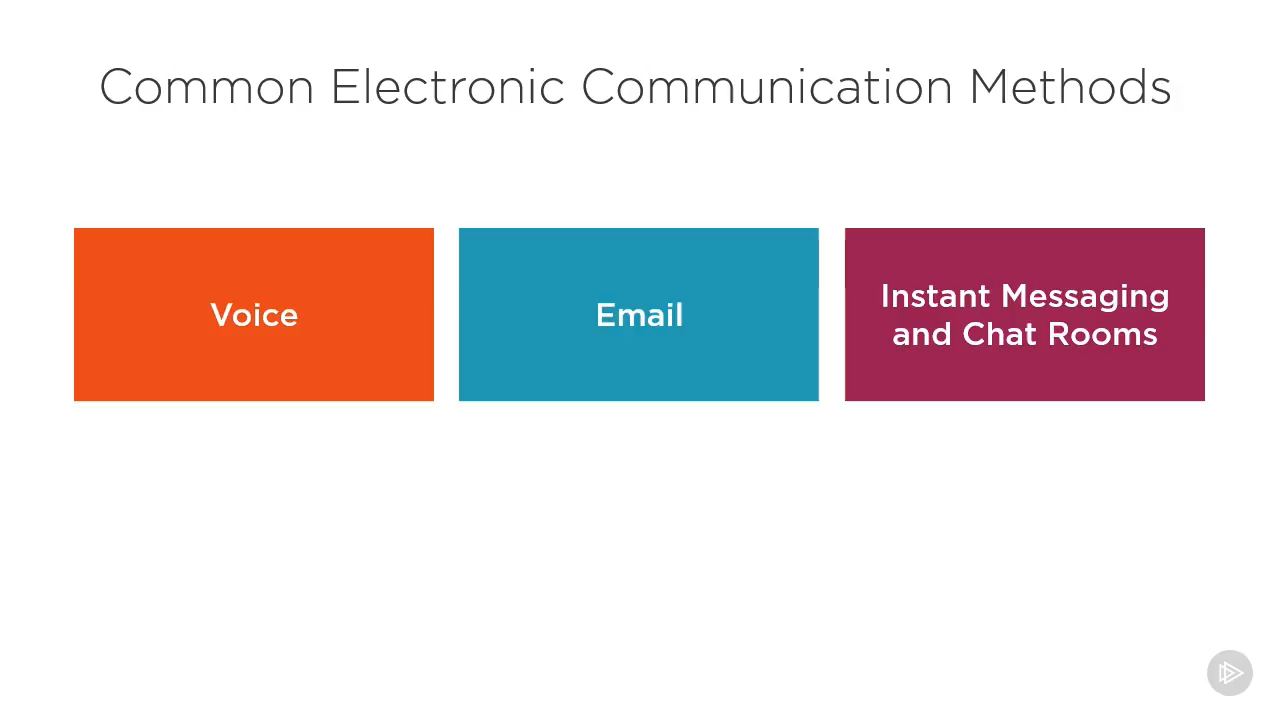 Common Electronic Communication Methods
Voice
Email
Instant Messaging
and Chat Rooms